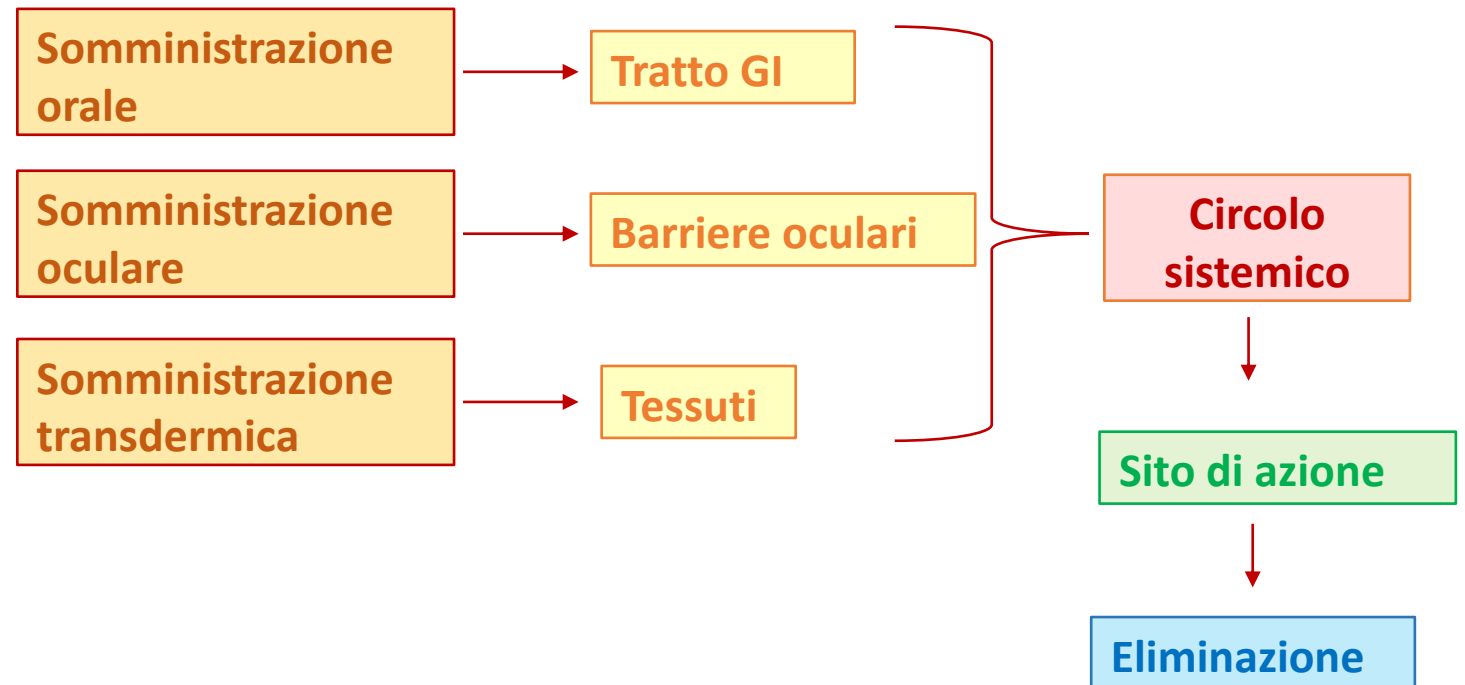 Somministrazione
orale
Tratto GI
Somministrazione
oculare
Barriere oculari
Somministrazione
transdermica
Tessuti
Circolo
sistemico
Sito di azione
Eliminazione